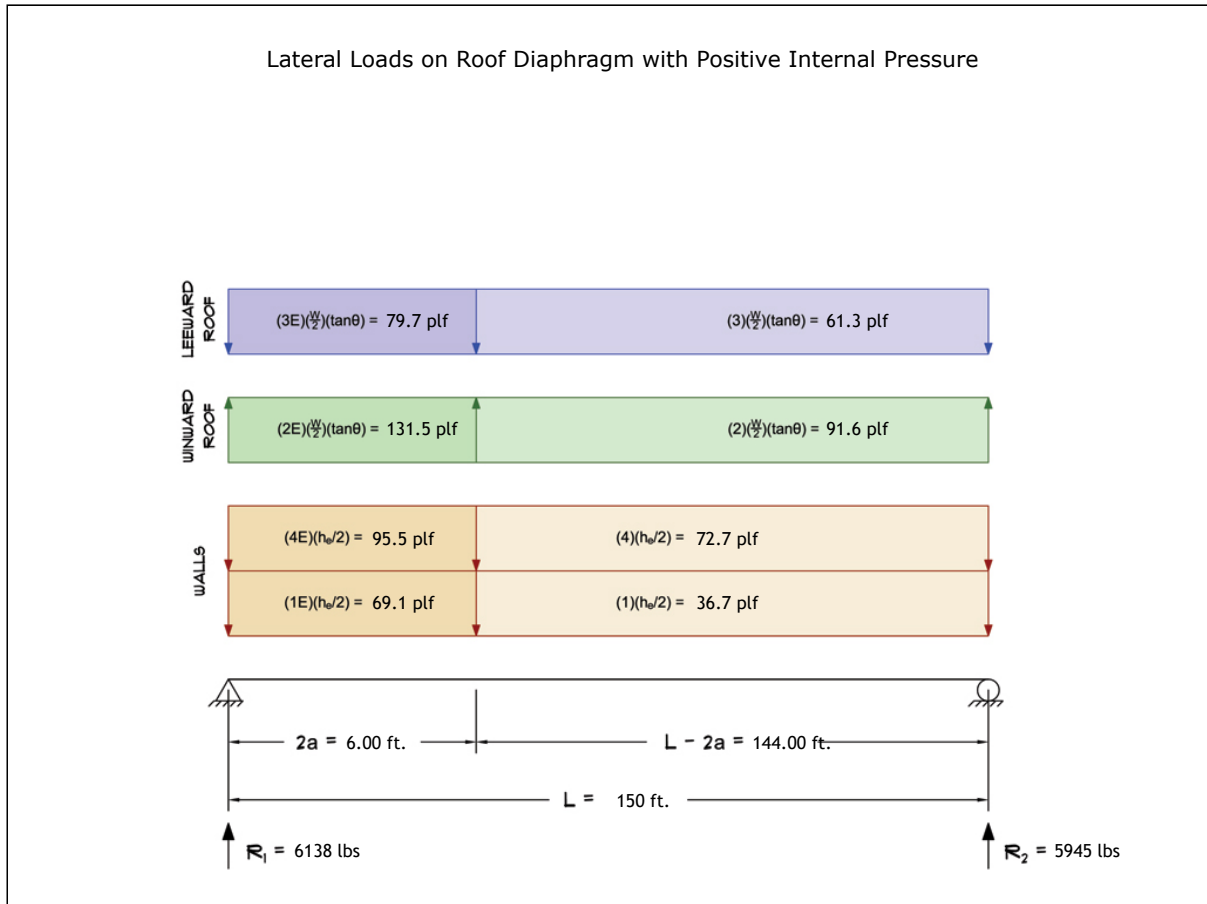 Lateral Loads on Roof Diaphragm with Positive Internal Pressure
LEEWARD
ROOF
(3E)(W/2)(tanθ) = 79.7 plf
(3)(W/2)(tanθ) = 61.3 plf
WINWARD
ROOF
(2E)(W/2)(tanθ) = 131.5 plf
(2)(W/2)(tanθ) = 91.6 plf
WALLS
(4E)(hₑ/2) = 95.5 plf
(4)(hₑ/2) = 72.7 plf
(1E)(hₑ/2) = 69.1 plf
(1)(hₑ/2) = 36.7 plf
2a = 6.00 ft.
L - 2a = 144.00 ft.
L = 150 ft.
R₁ = 6138 lbs
R₂ = 5945 lbs